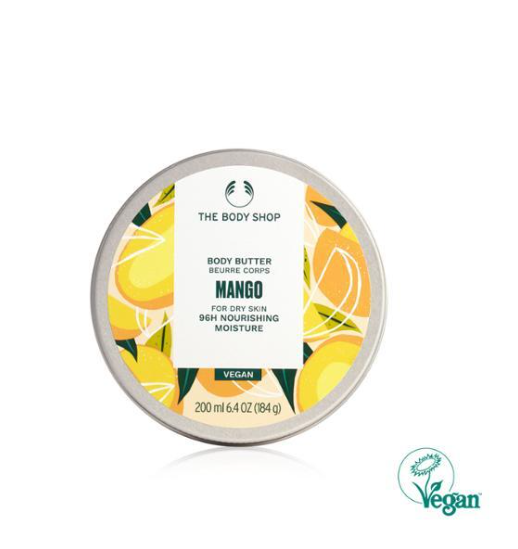 THE BODY SHOP
BODY BUTTER
BEURRE CORPS
MANGO
FOR DRY SKIN
96H NOURISHING
MOISTURE
VEGAN
200 ml 6.4 OZ (184 g)
Vegan™